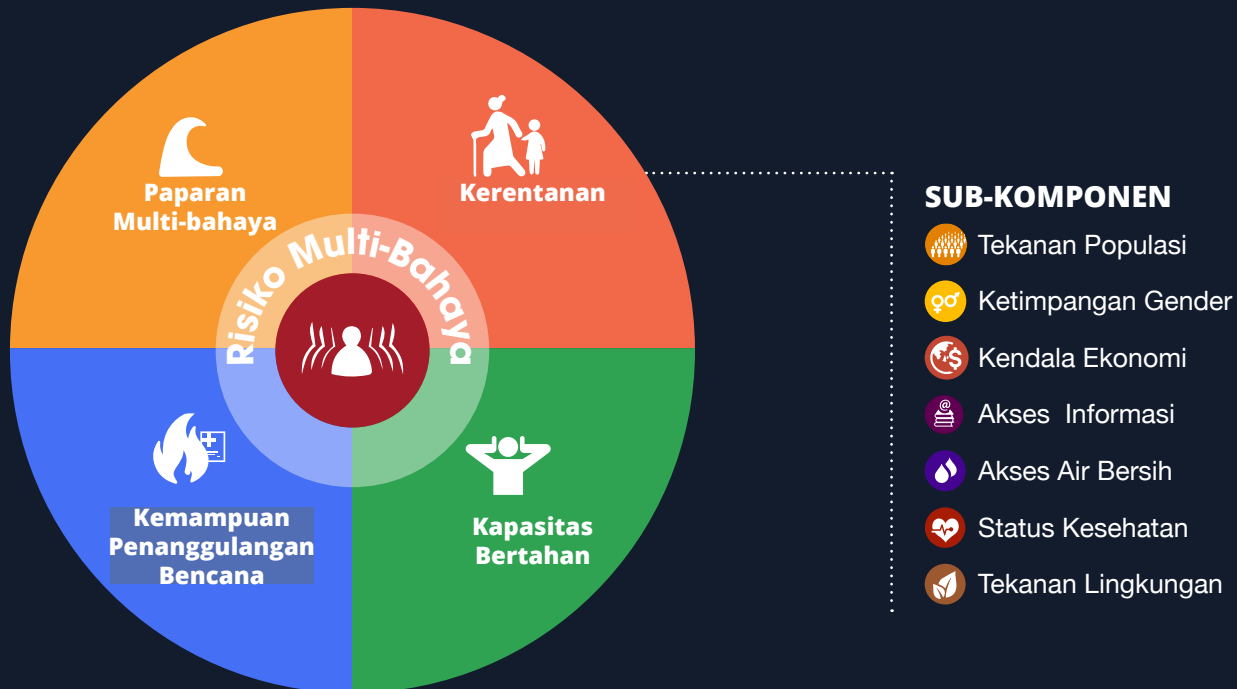 Paparan
Multi-bahaya
Kerentanan
Risiko Multi-Bahaya
Kemampuan
Penanggulangan
Bencana
Kapasitas
Bertahan
SUB-KOMPONEN
Tekanan Populasi
Ketimpangan Gender
$
Kendala Ekonomi
@
Akses Informasi
Akses Air Bersih
Status Kesehatan
Tekanan Lingkungan